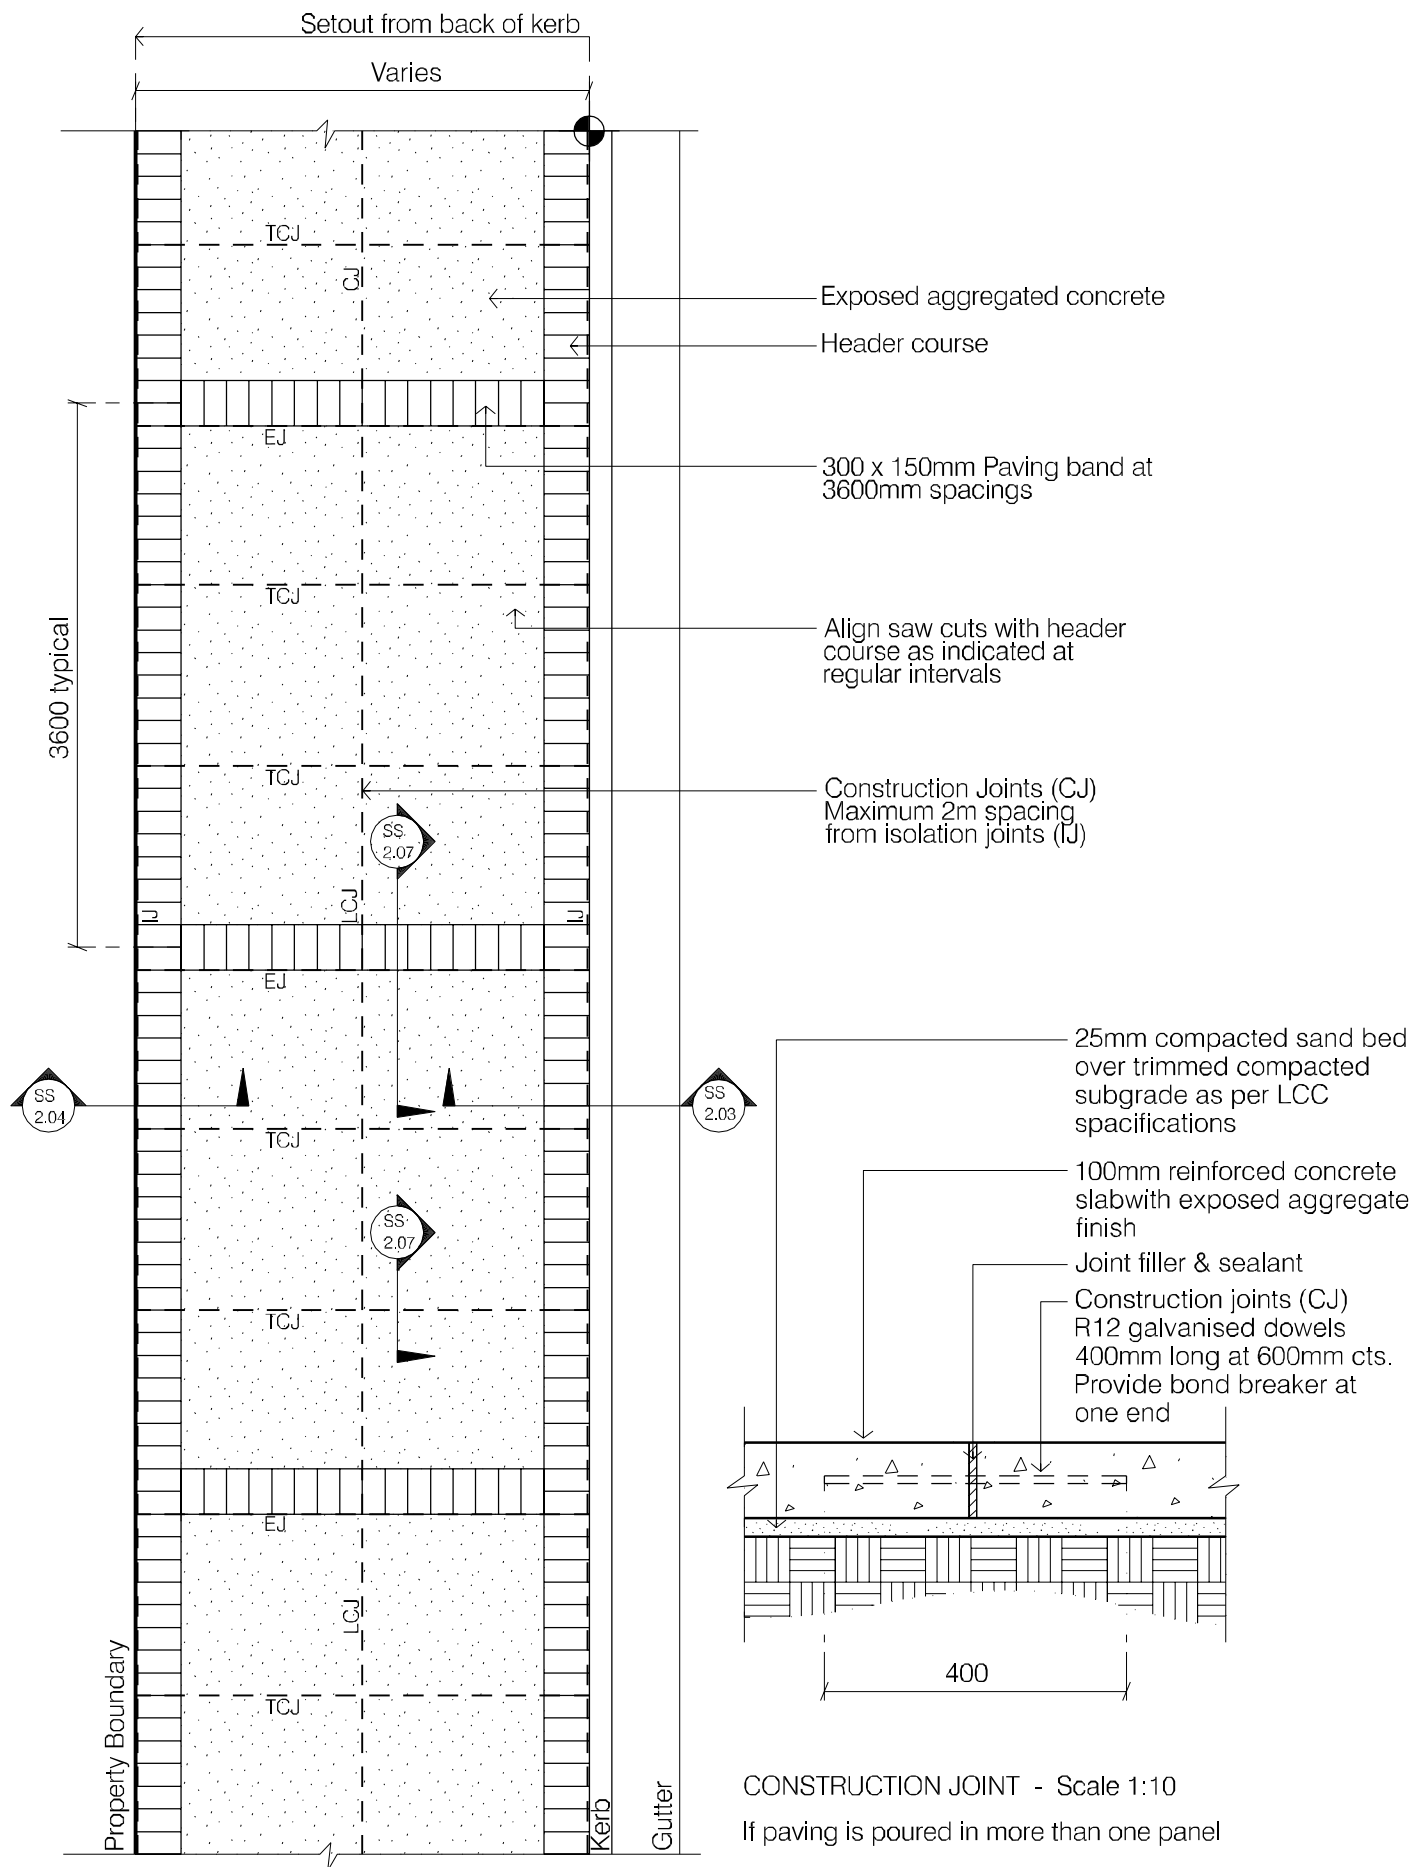 Setout from back of kerb
Varies
TCJ
CJ
Exposed aggregated concrete
Header course
EJ
300 x 150mm Paving band at
3600mm spacings
TCJ
Align saw cuts with header
course as indicated at
regular intervals
3600 typical
TCJ
Construction Joints (CJ)
Maximum 2m spacing
from isolation joints (IJ)
SS
2.07
IJ
LCJ
IJ
EJ
25mm compacted sand bed
over trimmed compacted
subgrade as per LCC
spacifications
SS
2.04
SS
2.03
TCJ
100mm reinforced concrete
slabwith exposed aggregate
finish
SS
2.07
Joint filler & sealant
Construction joints (CJ)
R12 galvanised dowels
400mm long at 600mm cts.
Provide bond breaker at
one end
TCJ
EJ
LCJ
400
TCJ
Property Boundary
Kerb
Gutter
CONSTRUCTION JOINT - Scale 1:10
If paving is poured in more than one panel